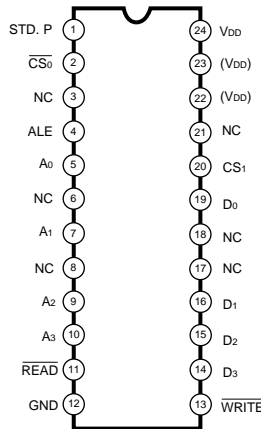 STD. P 1 24 VDD
CS0 2 23 (VDD)
NC 3 22 (VDD)
ALE 4 21 NC
A0 5 20 CS1
NC 6 19 D0
A1 7 18 NC
NC 8 17 NC
A2 9 16 D1
A3 10 15 D2
READ 11 14 D3
GND 12 13 WRITE